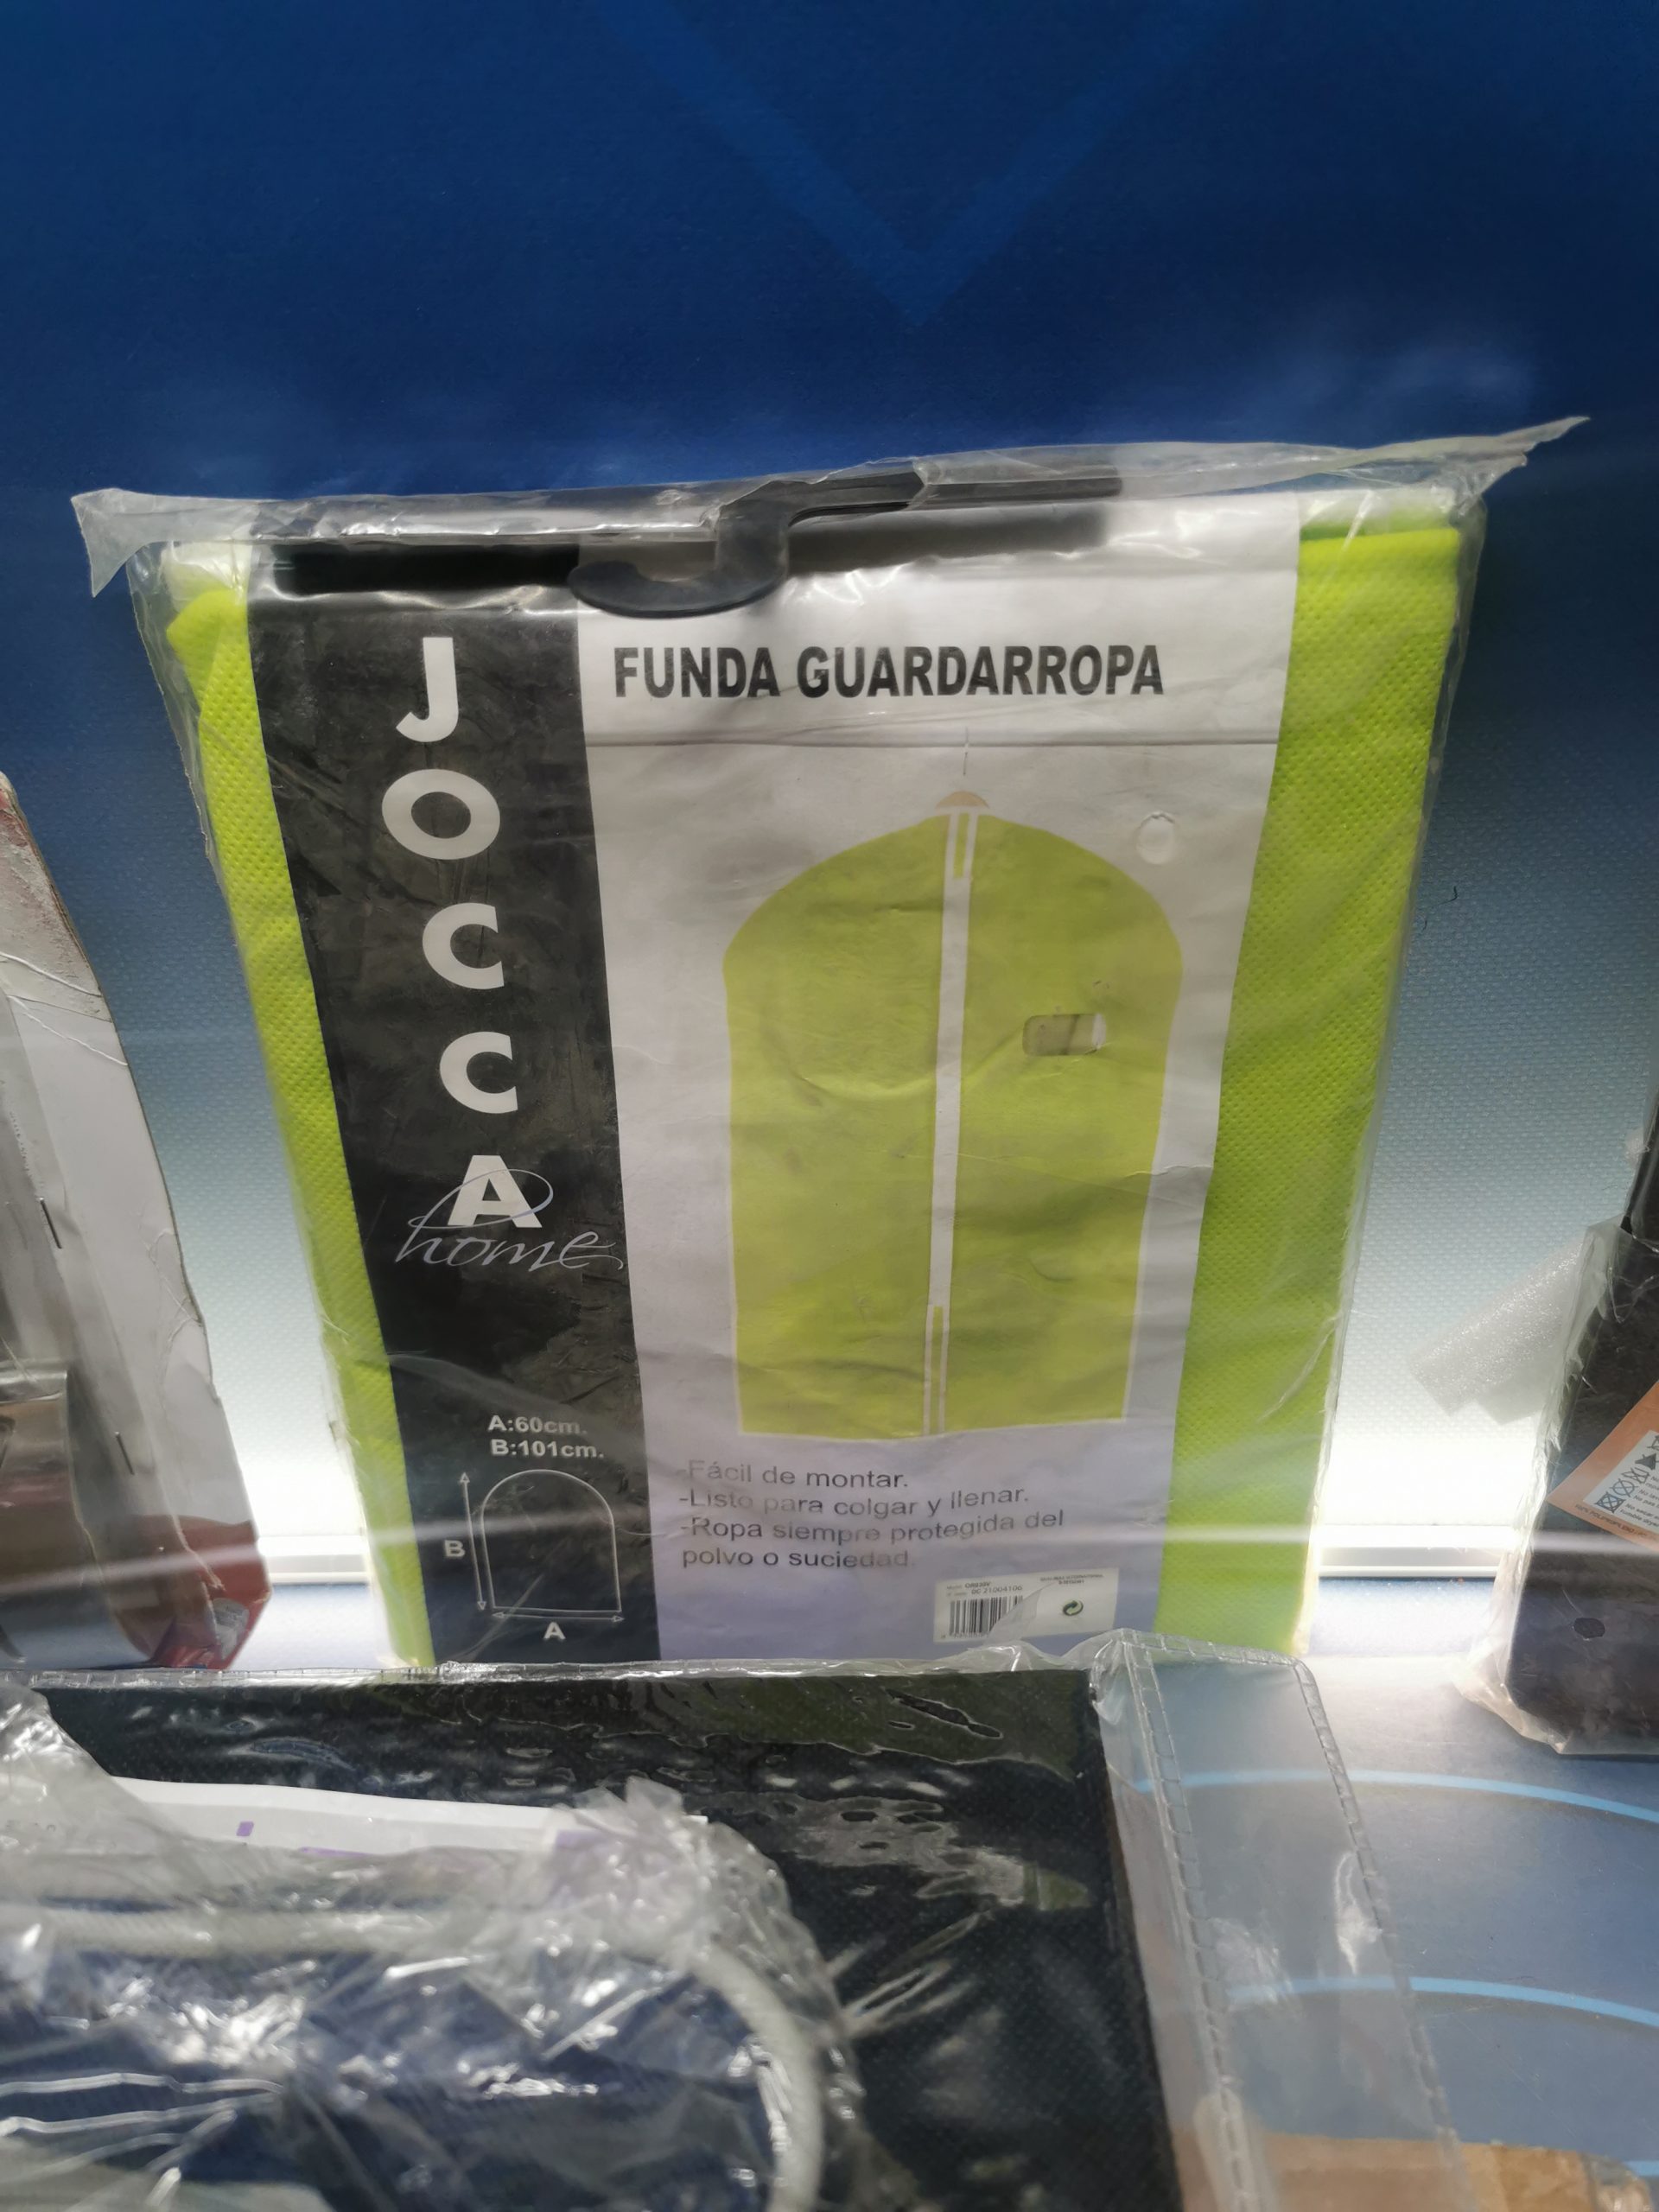 JOCCA
home
FUNDA GUARDARROPA
A:60cm.
B:101cm.
B
A
-Fácil de montar.
-Listo para colgar y llenar.
-Ropa siempre protegida del
polvo o suciedad.